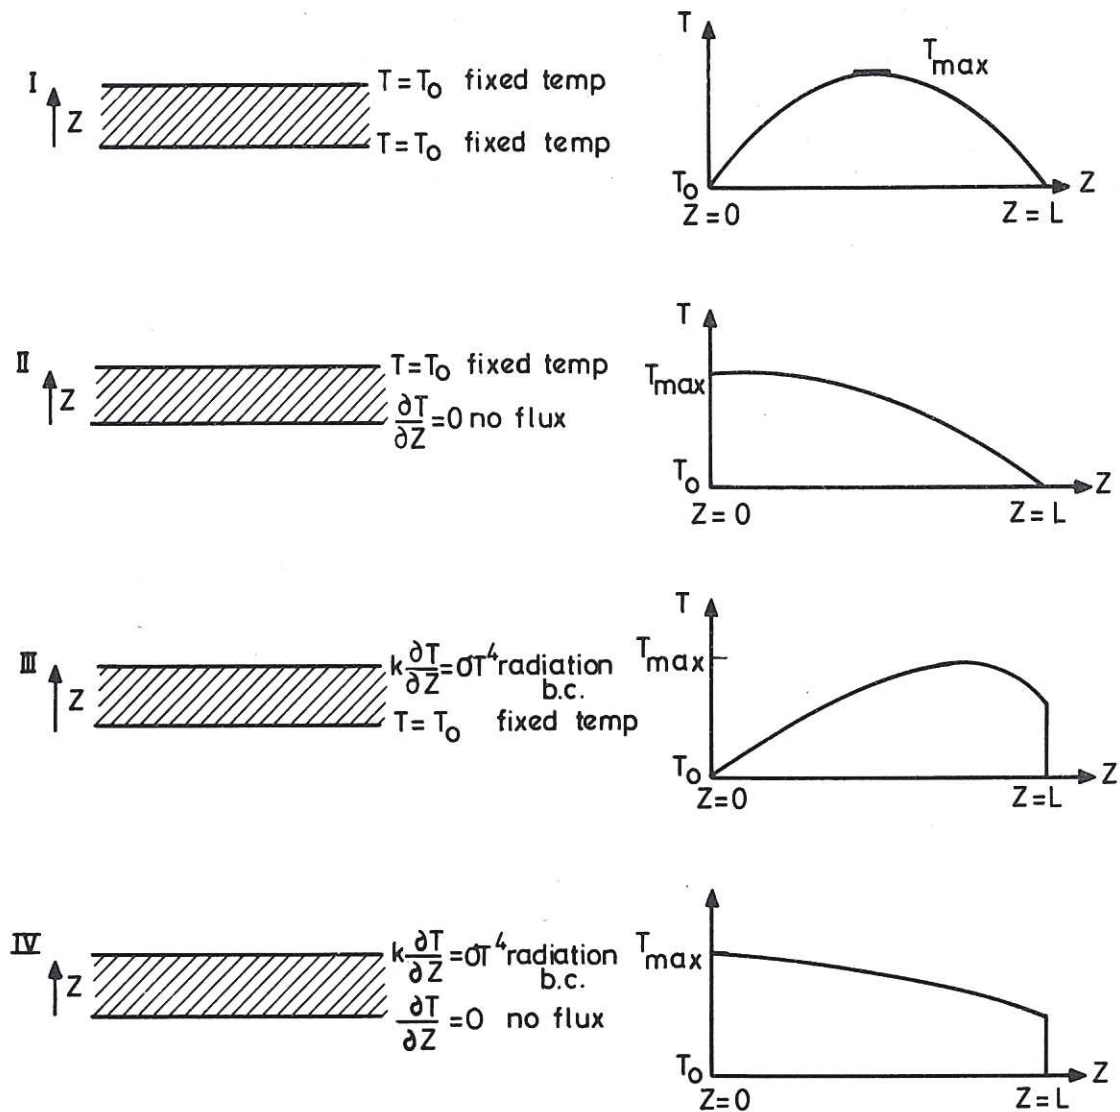 I
Z
T=T₀ fixed temp
T=T₀ fixed temp
T
Tmax
T₀
Z=0
Z=L
Z
II
Z
T=T₀ fixed temp
∂T/∂Z=0 no flux
T
Tmax
T₀
Z=0
Z=L
Z
III
Z
k∂T/∂Z=σT⁴ radiation
b.c.
T=T₀ fixed temp
T
Tmax
T₀
Z=0
Z=L
Z
IV
Z
k∂T/∂Z=σT⁴ radiation
b.c.
∂T/∂Z=0 no flux
Tmax
T₀
Z=0
Z=L
Z